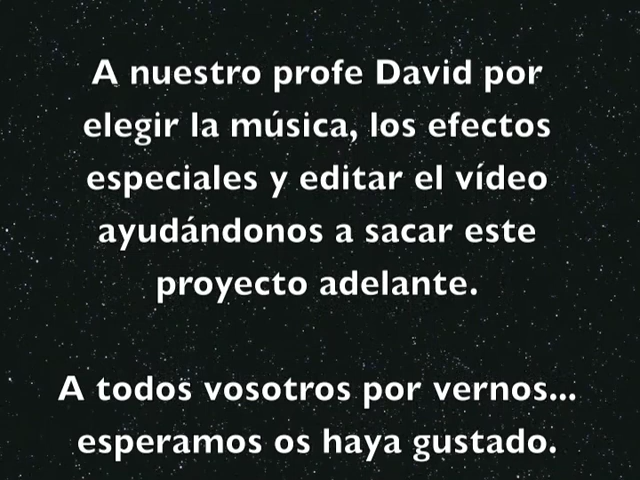 A nuestro profe David por
elegir la música, los efectos
especiales y editar el vídeo
ayudándonos a sacar este
proyecto adelante.
A todos vosotros por vernos...
esperamos os haya gustado.